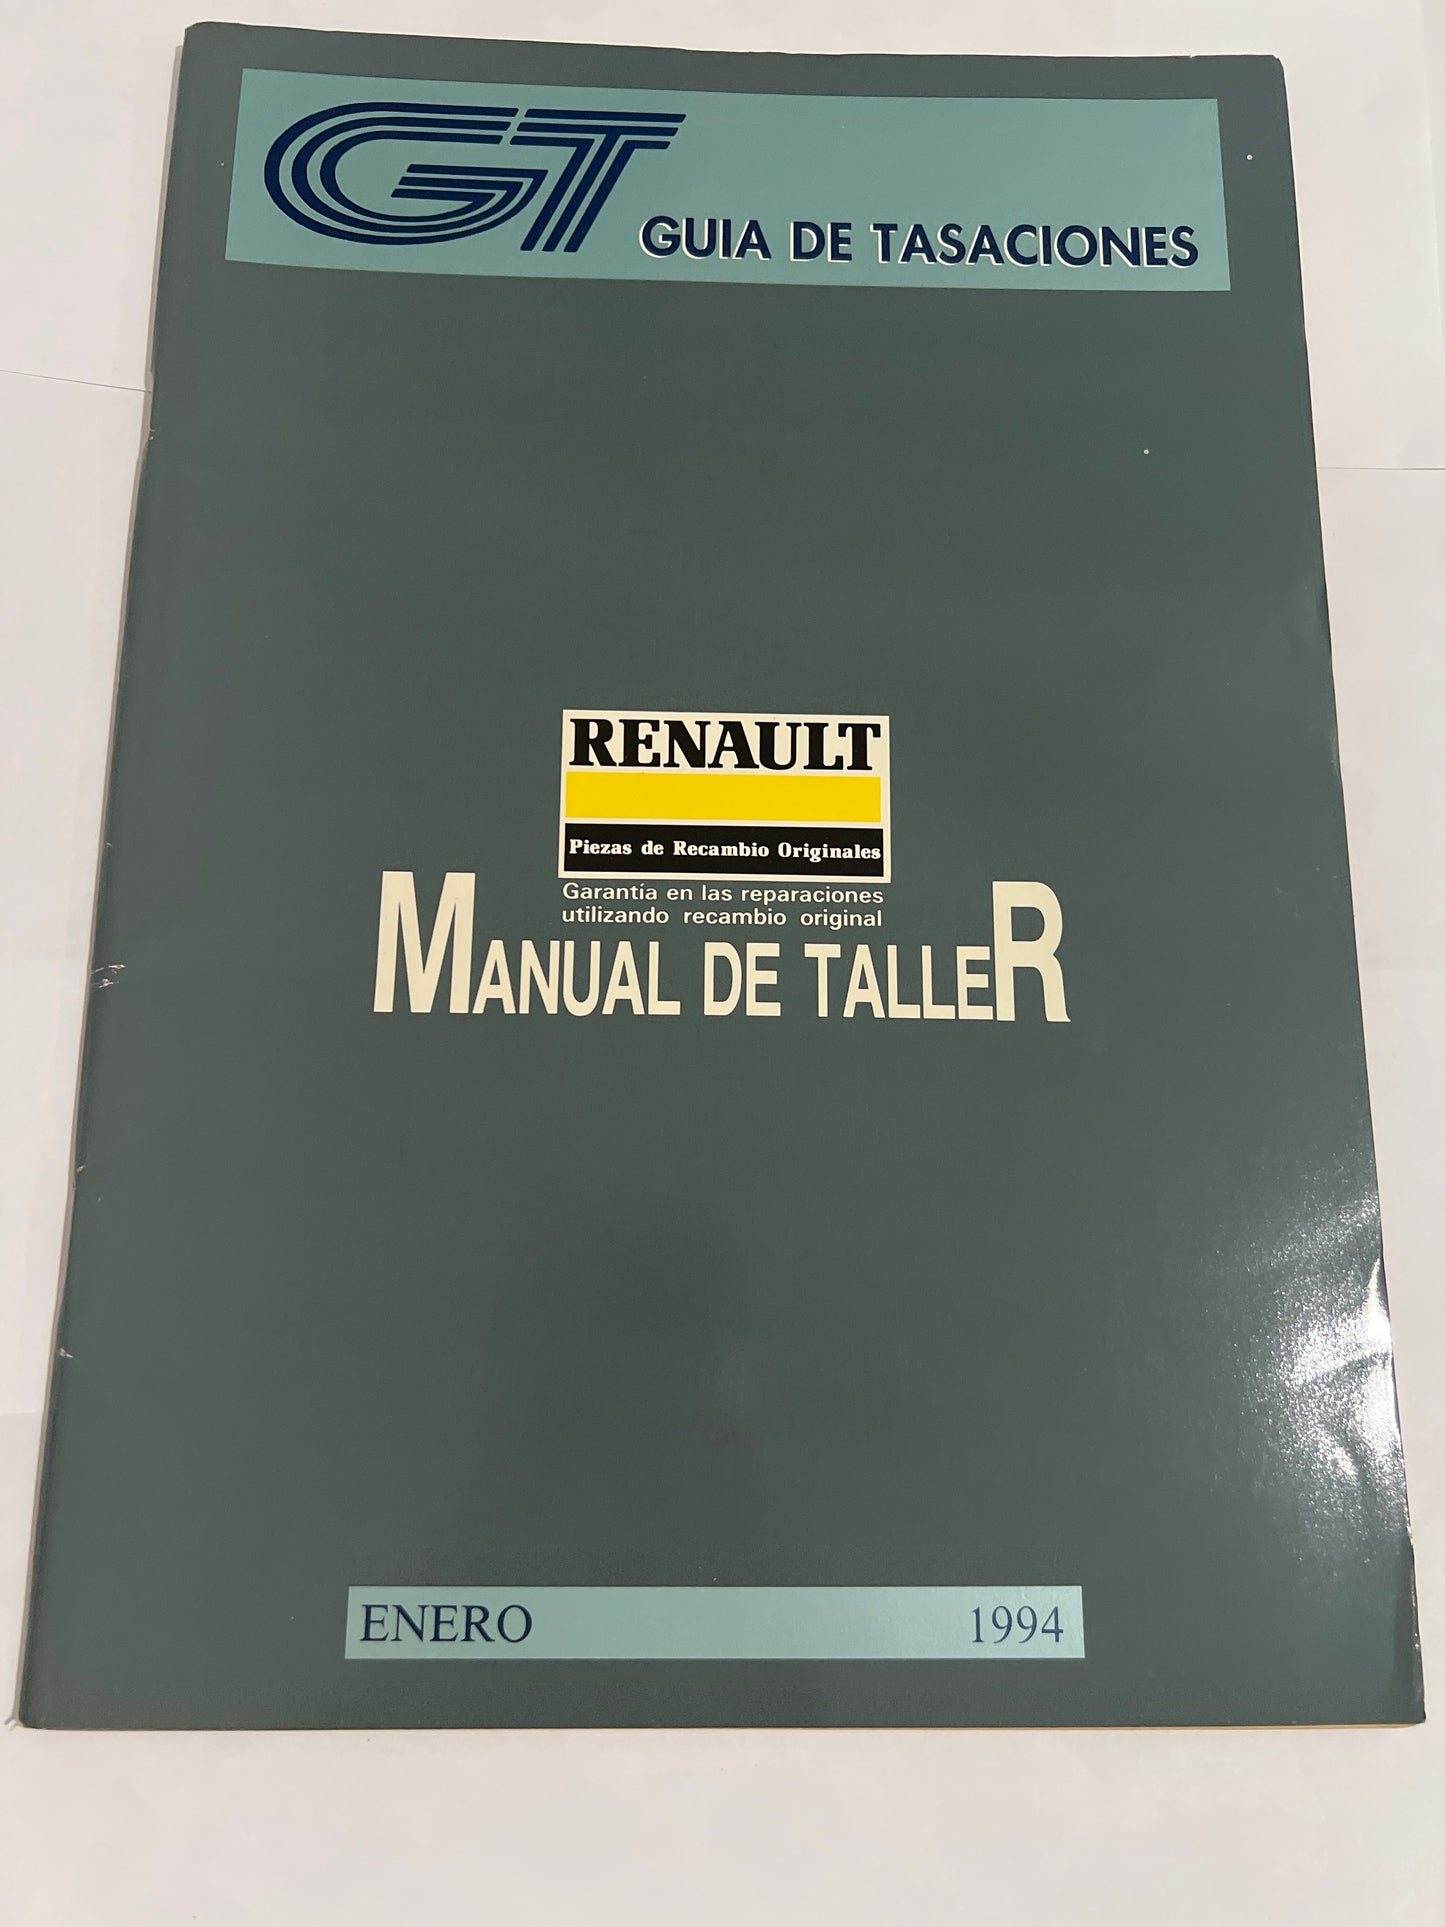 GT GUIA DE TASACIONES
RENAULT
Piezas de Recambio Originales
Garantía en las reparaciones
utilizando recambio original
MANUAL DE TALLER
ENERO 1994